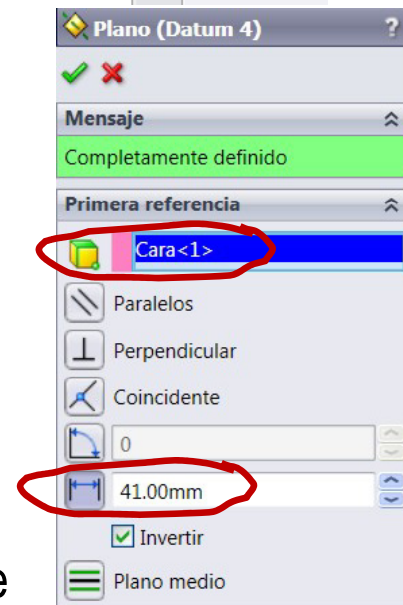 Plano (Datum 4) ?
Mensaje
Completamente definido
Primera referencia
Cara<1>
Paralelos
Perpendicular
Coincidente
0
41.00mm
Invertir
e Plano medio